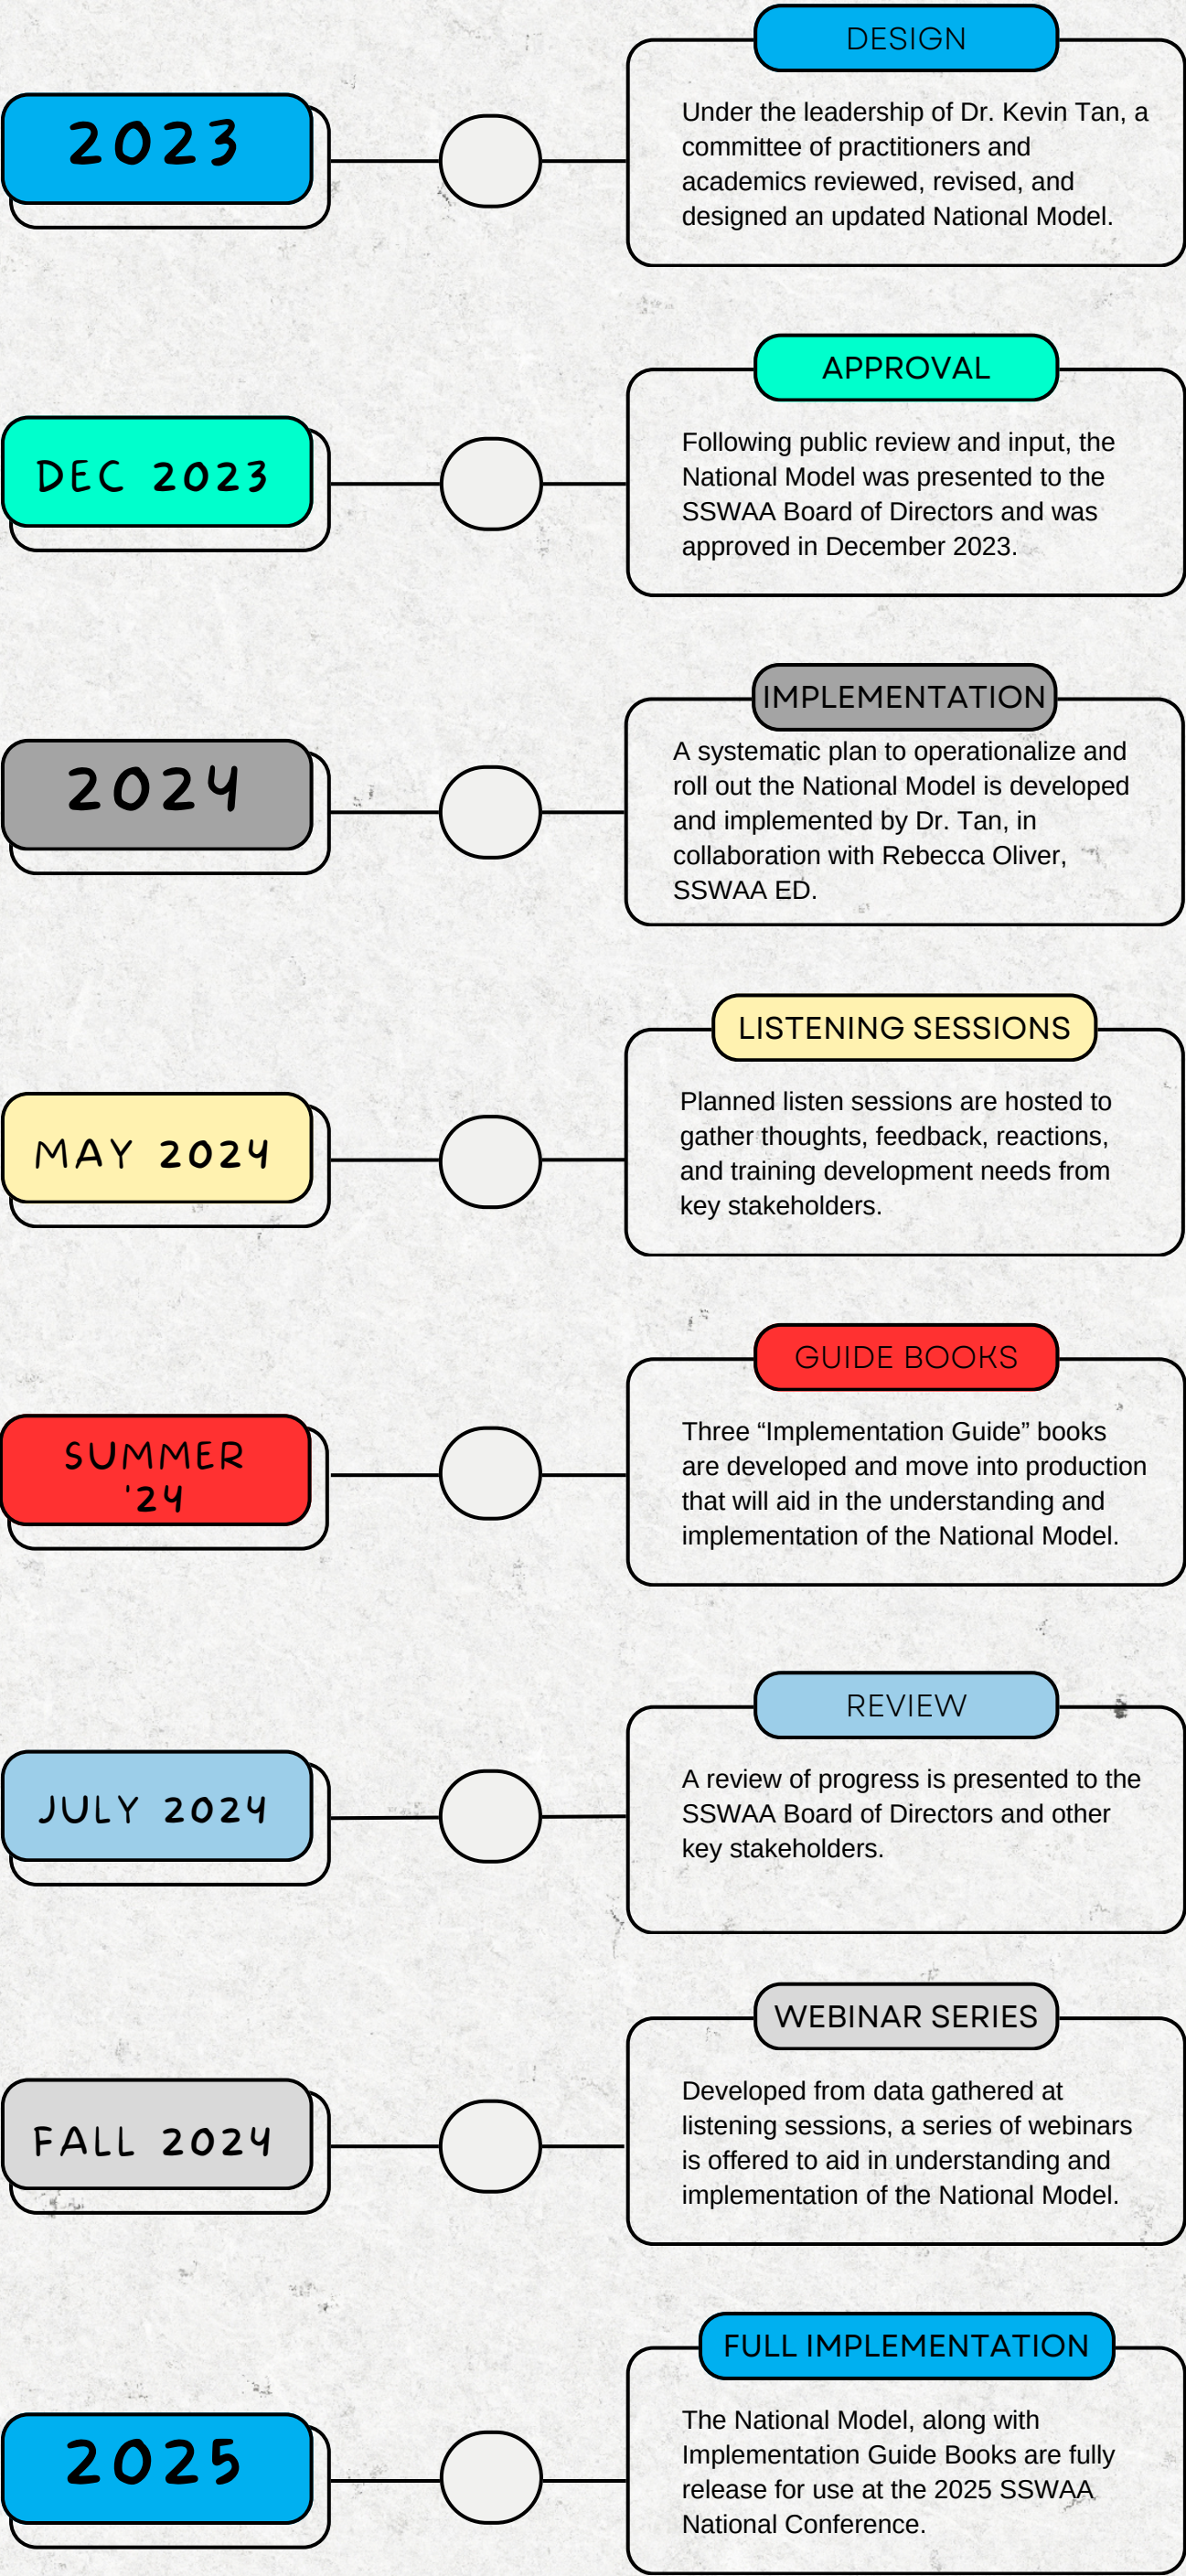 DESIGN
2023
Under the leadership of Dr. Kevin Tan, a
committee of practitioners and
academics reviewed, revised, and
designed an updated National Model.
APPROVAL
DEC 2023
Following public review and input, the
National Model was presented to the
SSWAA Board of Directors and was
approved in December 2023.
IMPLEMENTATION
2024
A systematic plan to operationalize and
roll out the National Model is developed
and implemented by Dr. Tan, in
collaboration with Rebecca Oliver,
SSWAA ED.
LISTENING SESSIONS
MAY 2024
Planned listen sessions are hosted to
gather thoughts, feedback, reactions,
and training development needs from
key stakeholders.
GUIDE BOOKS
SUMMER
'24
Three “Implementation Guide” books
are developed and move into production
that will aid in the understanding and
implementation of the National Model.
REVIEW
JULY 2024
A review of progress is presented to the
SSWAA Board of Directors and other
key stakeholders.
WEBINAR SERIES
FALL 2024
Developed from data gathered at
listening sessions, a series of webinars
is offered to aid in understanding and
implementation of the National Model.
FULL IMPLEMENTATION
2025
The National Model, along with
Implementation Guide Books are fully
release for use at the 2025 SSWAA
National Conference.